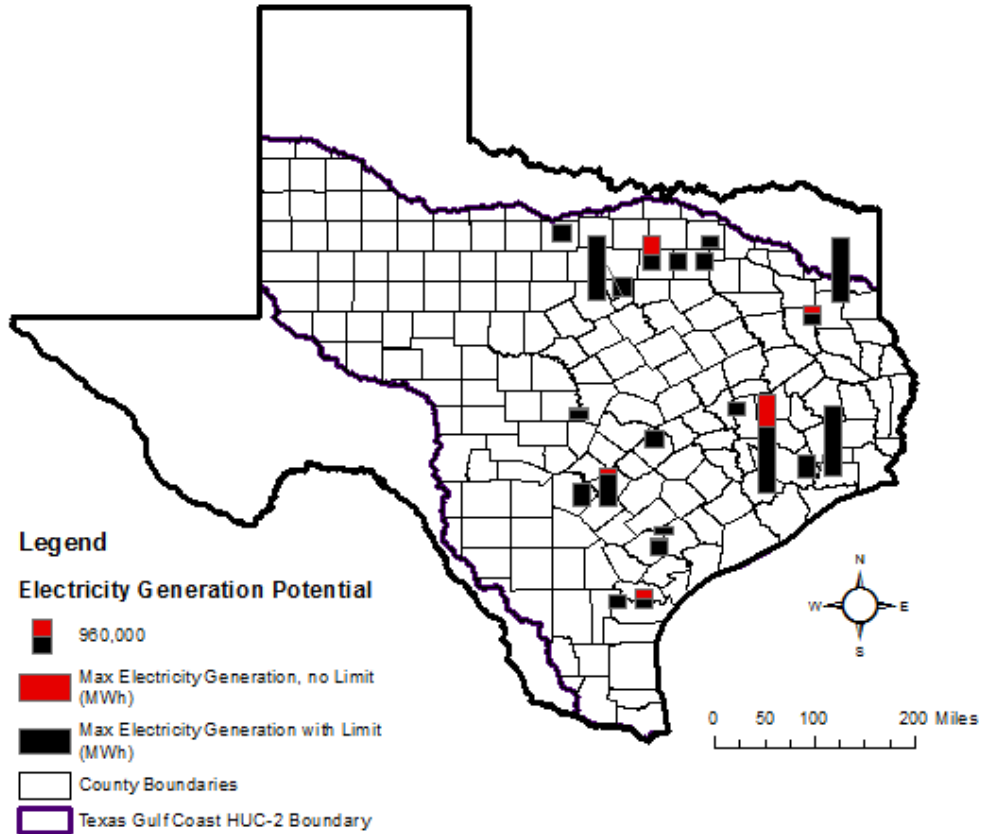 Legend
Electricity Generation Potential
960,000
Max Electricity Generation, no Limit
(MWh)
Max Electricity Generation with Limit
(MWh)
County Boundaries
Texas Gulf Coast HUC-2 Boundary
N
W E
S
0 50 100 200 Miles